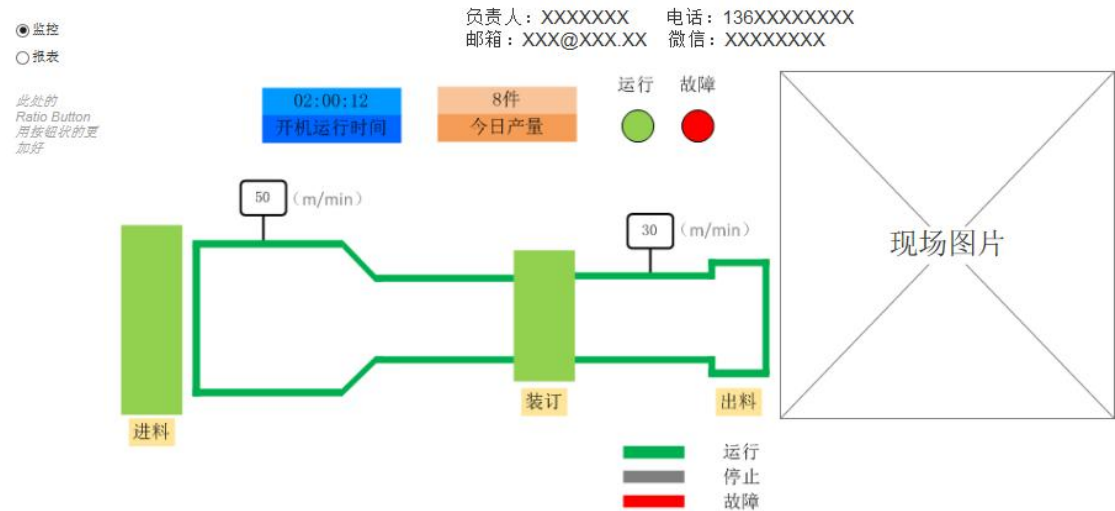 负责人：XXXXXXX 电话：136XXXXXXXX
邮箱：XXX@XXX.XX 微信：XXXXXXXX
监控
报表
此处的
Ratio Button
用按钮状的更
加好
02:00:12
开机运行时间
8件
今日产量
运行 故障
50 (m/min)
30 (m/min)
现场图片
进料
装订
出料
运行
停止
故障